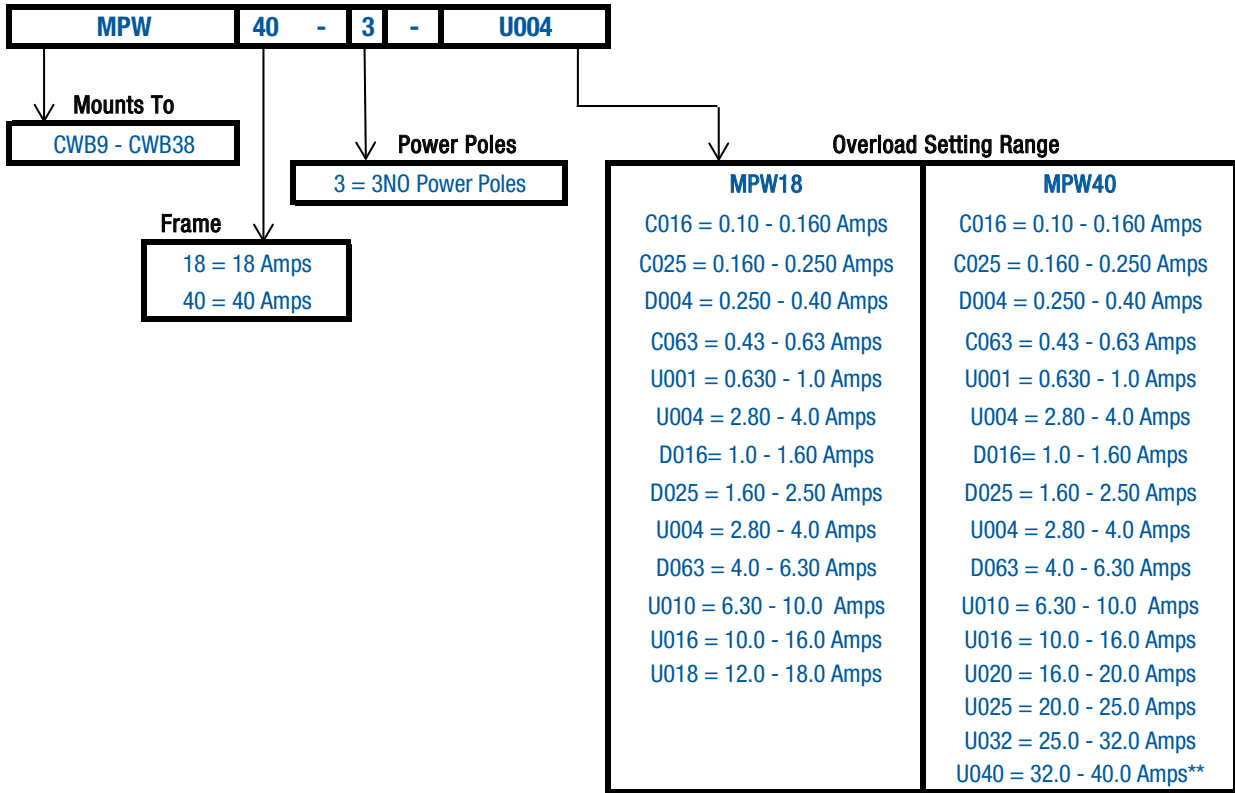 MPW 40 - 3 - U004
Mounts To
CWB9 - CWB38
Power Poles
3 = 3NO Power Poles
Frame
18 = 18 Amps
40 = 40 Amps
Overload Setting Range
MPW18
C016 = 0.10 - 0.160 Amps
C025 = 0.160 - 0.250 Amps
D004 = 0.250 - 0.40 Amps
C063 = 0.43 - 0.63 Amps
U001 = 0.630 - 1.0 Amps
U004 = 2.80 - 4.0 Amps
D016= 1.0 - 1.60 Amps
D025 = 1.60 - 2.50 Amps
U004 = 2.80 - 4.0 Amps
D063 = 4.0 - 6.30 Amps
U010 = 6.30 - 10.0 Amps
U016 = 10.0 - 16.0 Amps
U018 = 12.0 - 18.0 Amps
MPW40
C016 = 0.10 - 0.160 Amps
C025 = 0.160 - 0.250 Amps
D004 = 0.250 - 0.40 Amps
C063 = 0.43 - 0.63 Amps
U001 = 0.630 - 1.0 Amps
U004 = 2.80 - 4.0 Amps
D016= 1.0 - 1.60 Amps
D025 = 1.60 - 2.50 Amps
U004 = 2.80 - 4.0 Amps
D063 = 4.0 - 6.30 Amps
U010 = 6.30 - 10.0 Amps
U016 = 10.0 - 16.0 Amps
U020 = 16.0 - 20.0 Amps
U025 = 20.0 - 25.0 Amps
U032 = 25.0 - 32.0 Amps
U040 = 32.0 - 40.0 Amps**